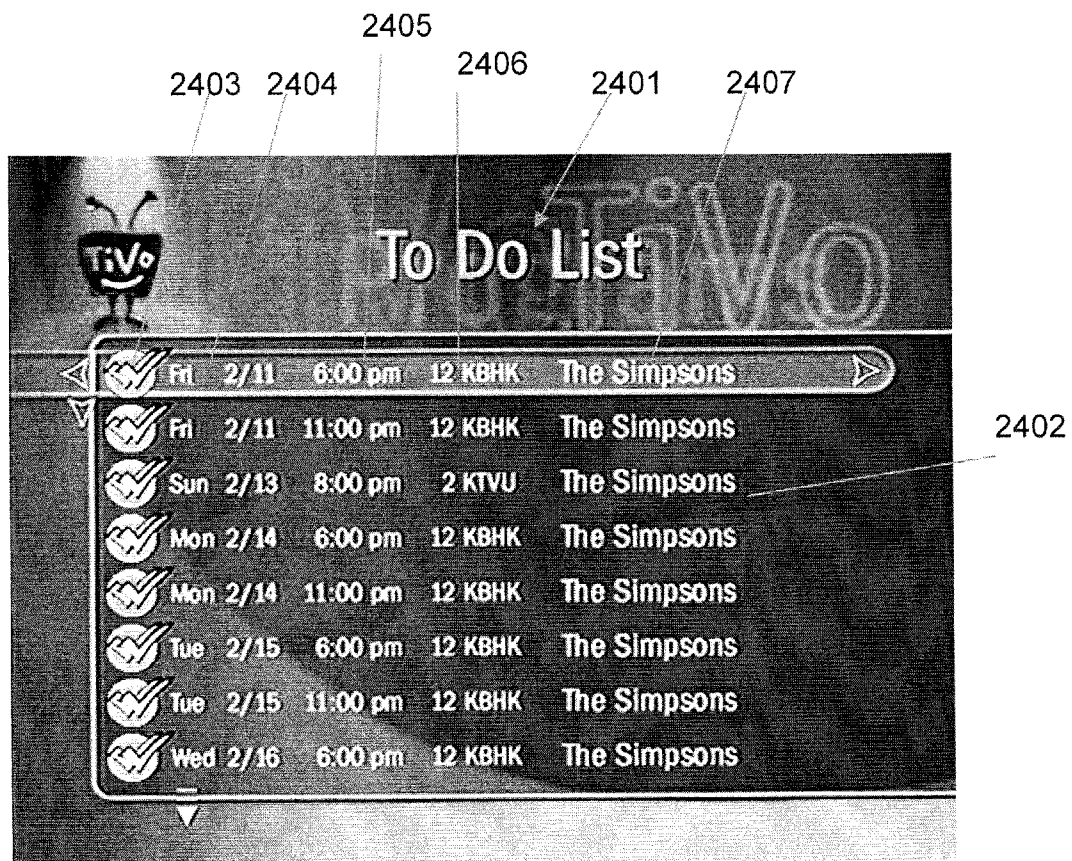 2405
2406
2403 2404 2401 2407
TiVo
TiVo
To Do List
Fri 2/11 6:00 pm 12 KBHK The Simpsons
Fri 2/11 11:00 pm 12 KBHK The Simpsons
2402
Sun 2/13 8:00 pm 2 KTVU The Simpsons
Mon 2/14 6:00 pm 12 KBHK The Simpsons
Mon 2/14 11:00 pm 12 KBHK The Simpsons
Tue 2/15 6:00 pm 12 KBHK The Simpsons
Tue 2/15 11:00 pm 12 KBHK The Simpsons
Wed 2/16 6:00 pm 12 KBHK The Simpsons